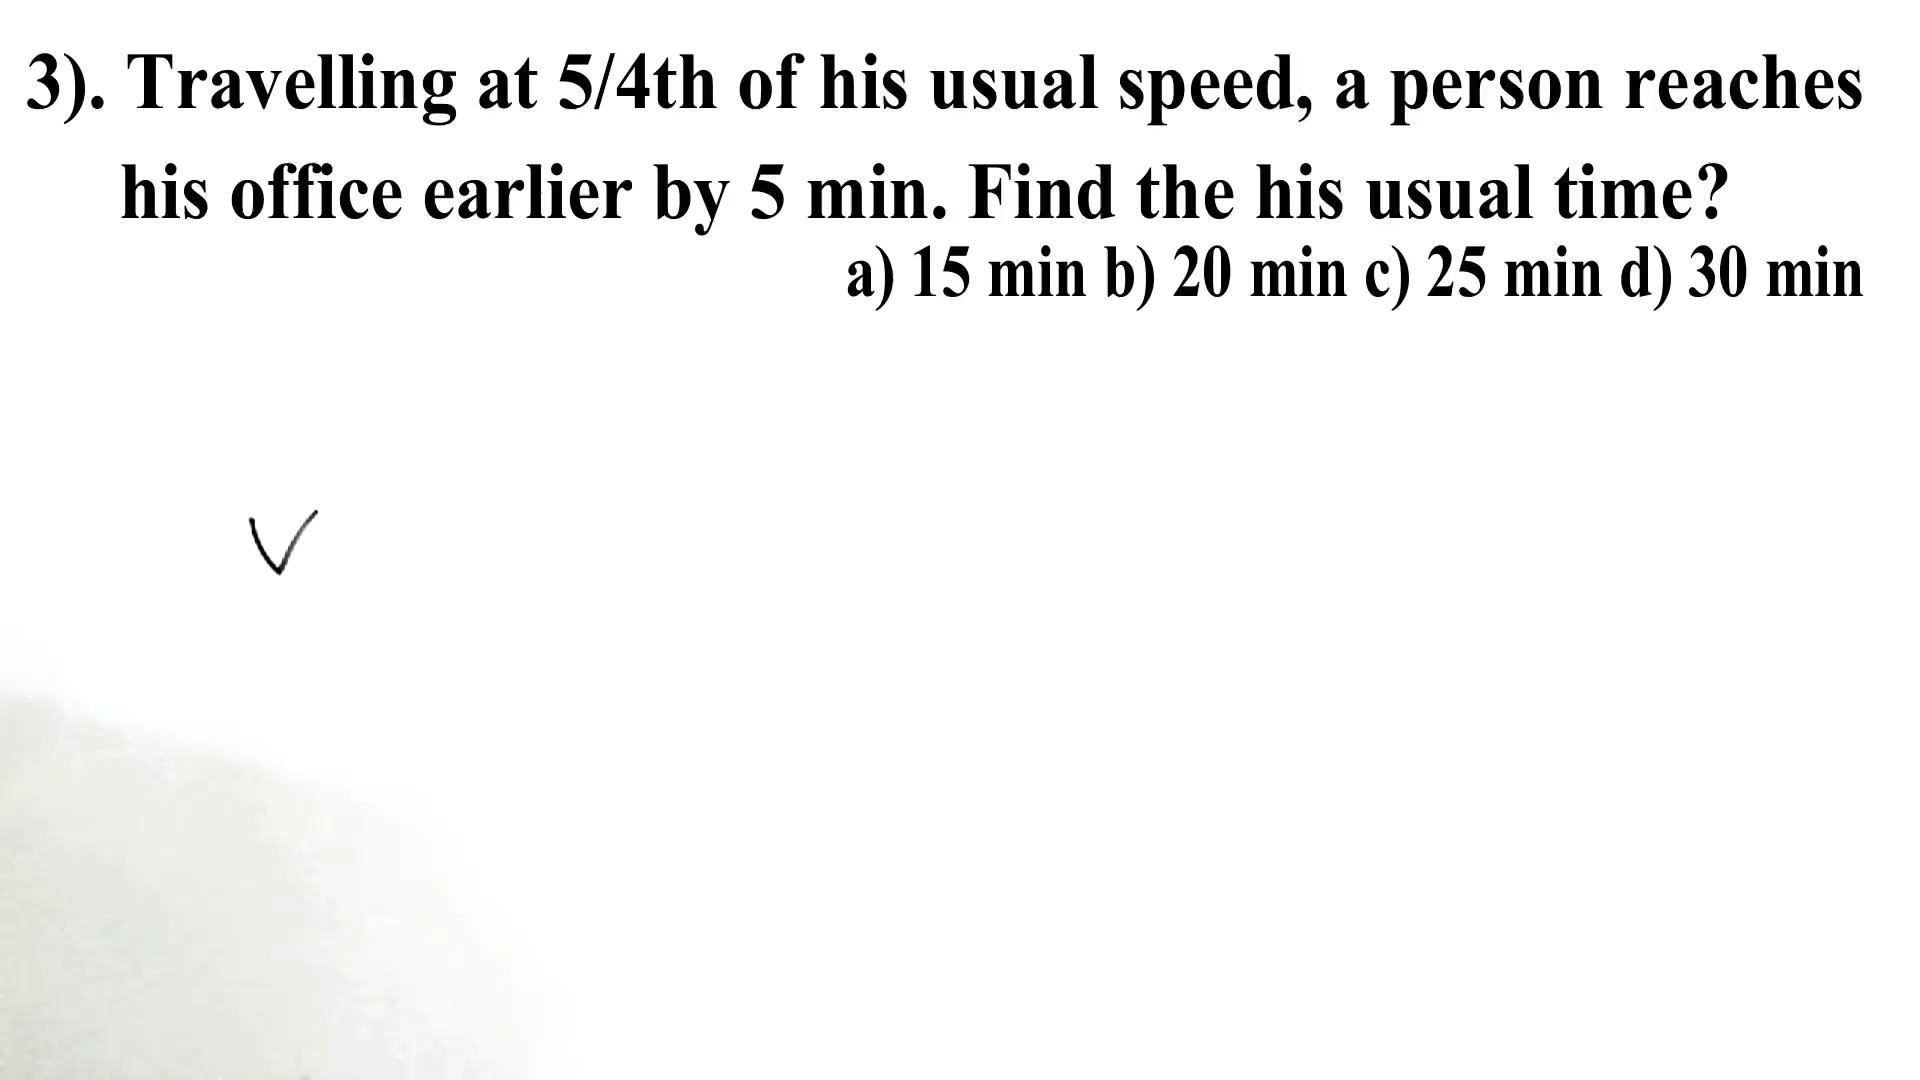 3). Travelling at 5/4th of his usual speed, a person reaches
his office earlier by 5 min. Find the his usual time?
a) 15 min b) 20 min c) 25 min d) 30 min
V